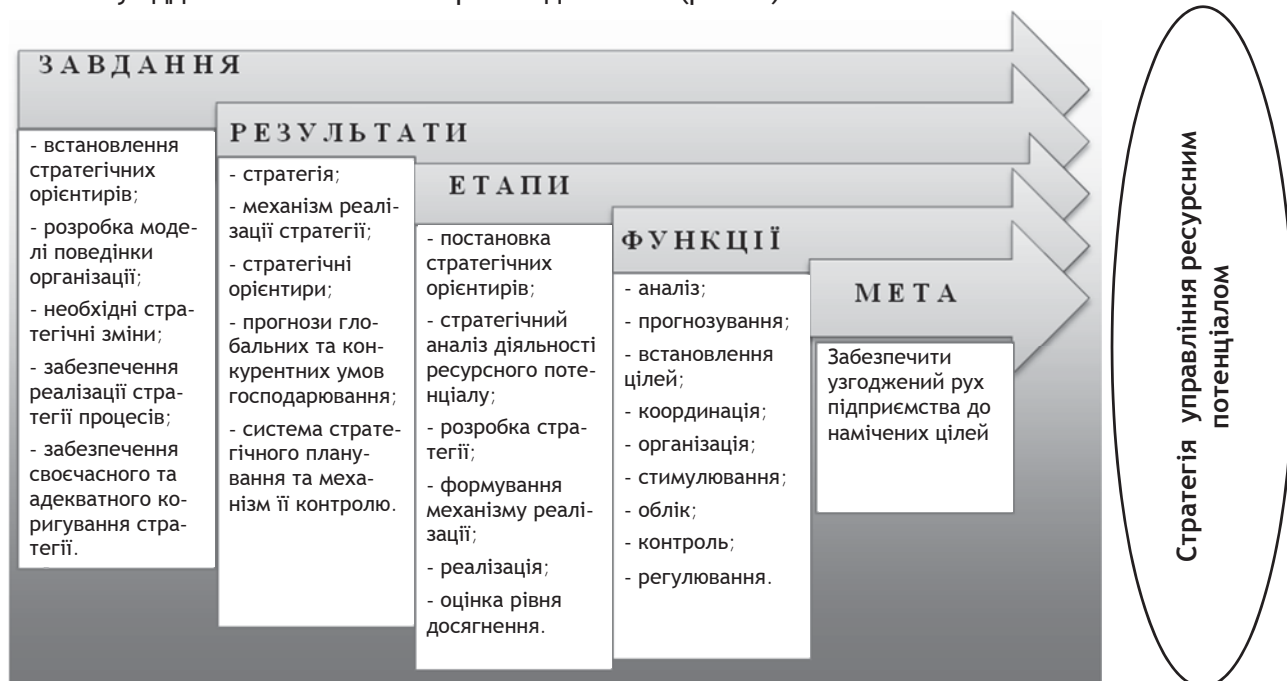 ЗАВДАННЯ
- встановлення
стратегічних
орієнтирів;
- розробка моде-
лі поведінки
організації;
- необхідні стра-
тегічні зміни;
- забезпечення
реалізації стра-
тегії процесів;
- забезпечення
своєчасного та
адекватного ко-
ригування стра-
тегії.
РЕЗУЛЬТАТИ
- стратегія;
- механізм реалі-
зації стратегії;
- стратегічні
орієнтири;
- прогнози гло-
бальних та кон-
курентних умов
господарювання;
- система страте-
гічного плану-
вання та меха-
нізм її контролю.
ЕТАПИ
- постановка
стратегічних
орієнтирів;
- стратегічний
аналіз діяльності
ресурсного поте-
нціалу;
- розробка стра-
тегії;
- формування
механізму реалі-
зації;
- реалізація;
- оцінка рівня
досягнення.
ФУНКЦІЇ
- аналіз;
- прогнозування;
- встановлення
цілей;
- координація;
- організація;
- стимулювання;
- облік;
- контроль;
- регулювання.
МЕТА
Забезпечити
узгоджений рух
підприємства до
намічених цілей
Стратегія управління ресурсним
потенціалом